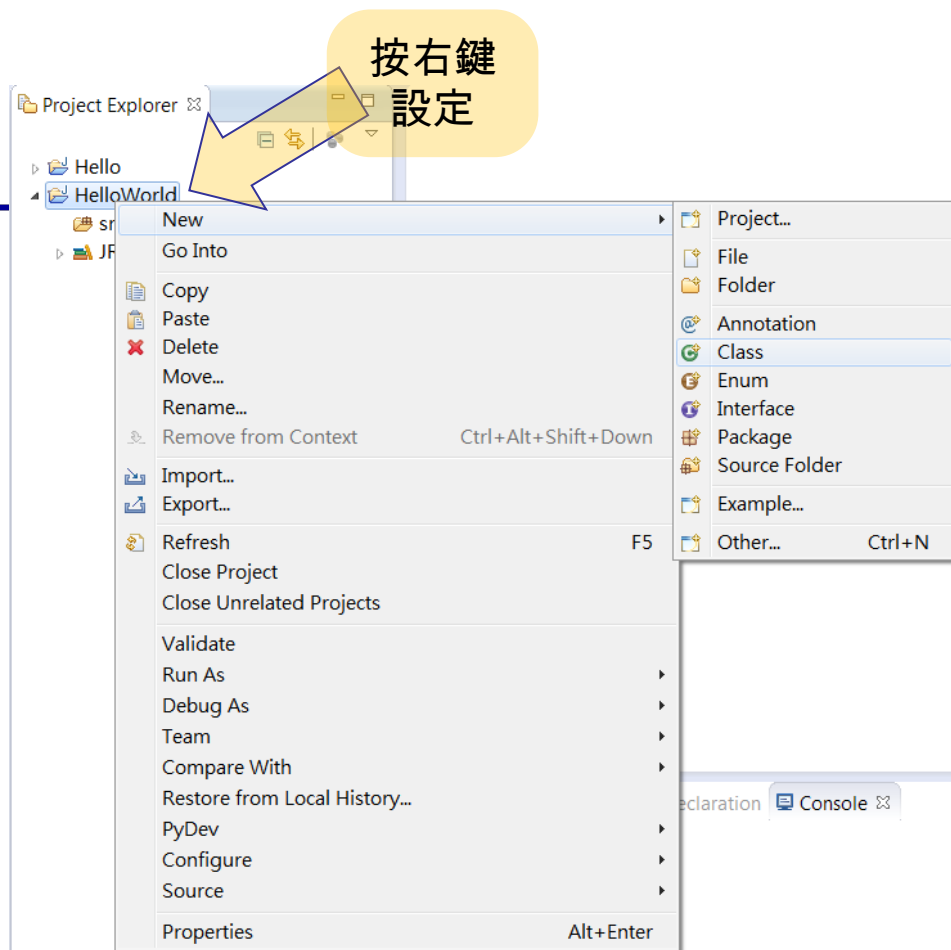 按右鍵
設定
Project Explorer
Hello
HelloWorld
sr
JR
New
Go Into
Copy
Paste
Delete
Move...
Rename...
Remove from Context Ctrl+Alt+Shift+Down
Import...
Export...
Refresh F5
Close Project
Close Unrelated Projects
Validate
Run As
Debug As
Team
Compare With
Restore from Local History...
PyDev
Configure
Source
Properties Alt+Enter
Project...
File
Folder
Annotation
Class
Enum
Interface
Package
Source Folder
Example...
Other... Ctrl+N
eclaration Console